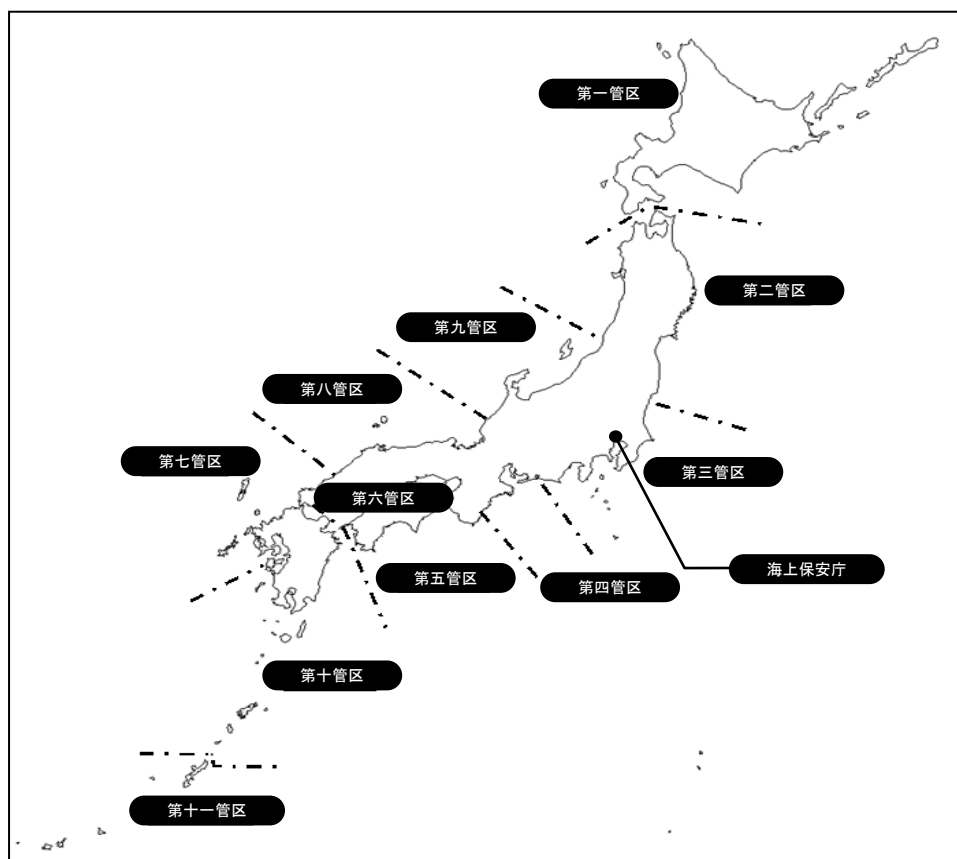 第一管区
第二管区
第九管区
第八管区
第七管区
第三管区
第六管区
第五管区
第四管区
海上保安庁
第十管区
第十一管区